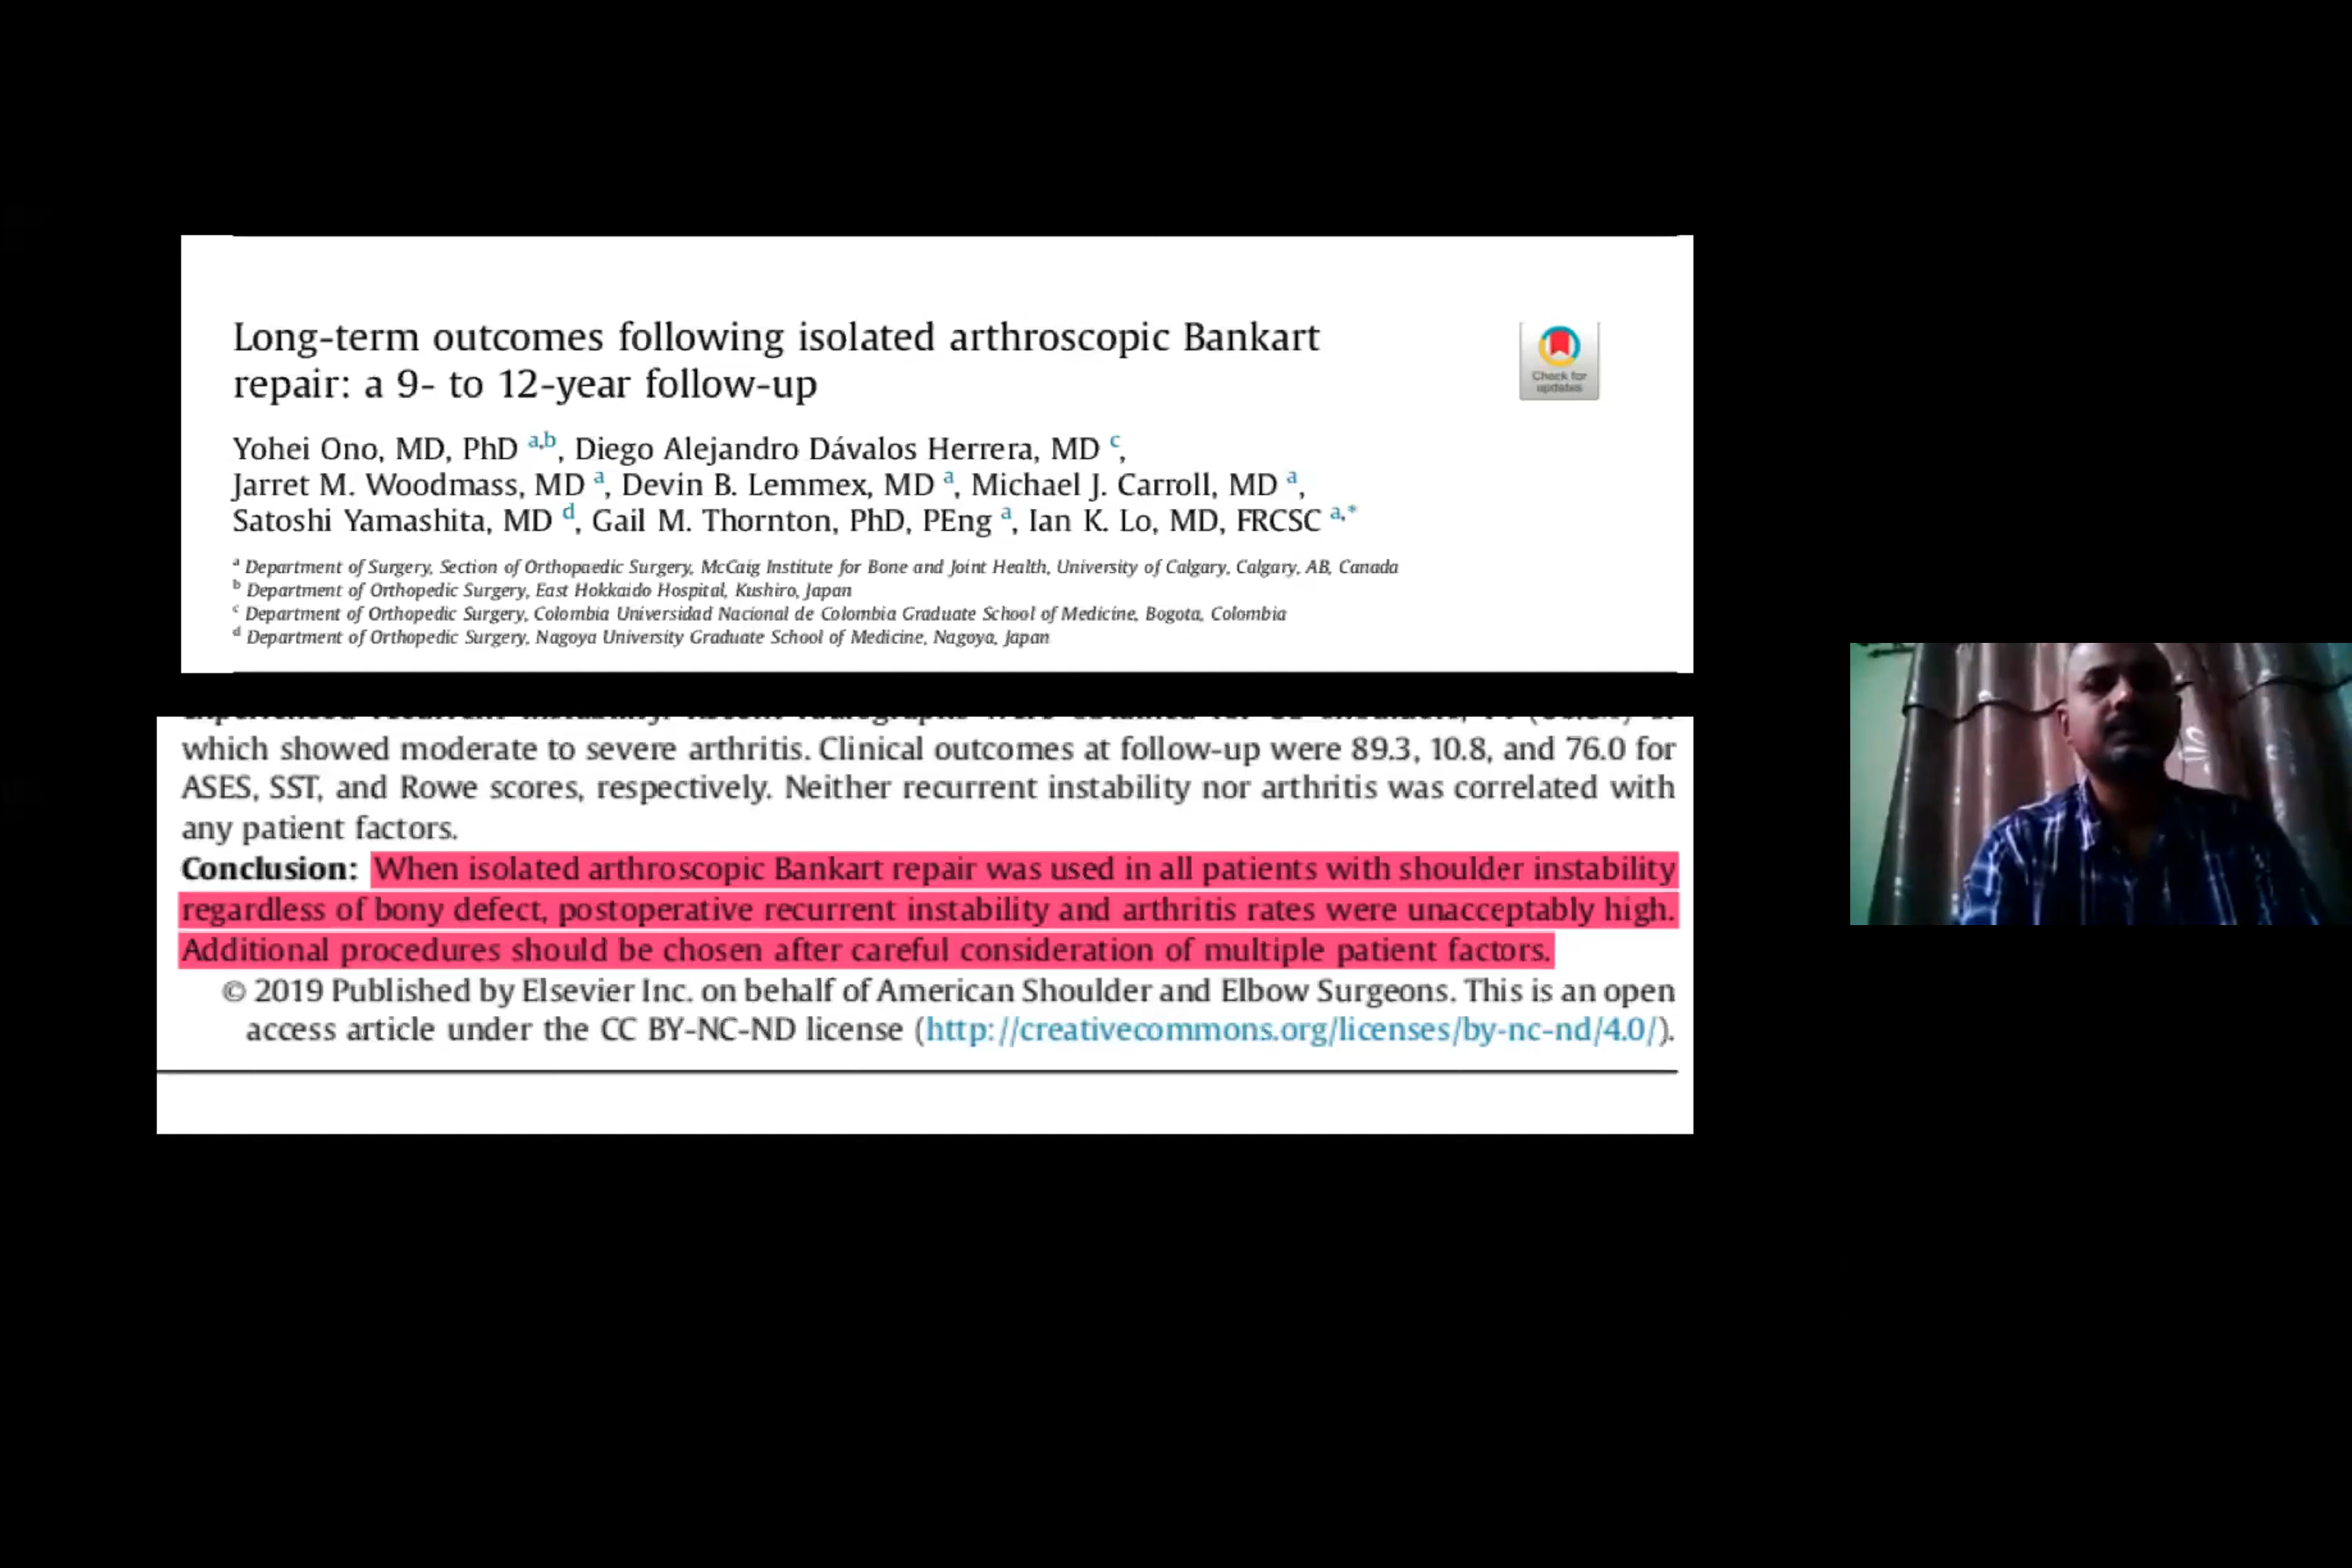 Long-term outcomes following isolated arthroscopic Bankart
repair: a 9- to 12-year follow-up
Check for
updates
Yohei Ono, MD, PhD a,b, Diego Alejandro Dávalos Herrera, MD c,
Jarret M. Woodmass, MD a, Devin B. Lemmex, MD a, Michael J. Carroll, MD a,
Satoshi Yamashita, MD d, Gail M. Thornton, PhD, PEng a, Ian K. Lo, MD, FRCSC a,*
a Department of Surgery, Section of Orthopaedic Surgery, McCaig Institute for Bone and Joint Health, University of Calgary, Calgary, AB, Canada
b Department of Orthopedic Surgery, East Hokkaido Hospital, Kushiro, Japan
c Department of Orthopedic Surgery, Colombia Universidad Nacional de Colombia Graduate School of Medicine, Bogota, Colombia
d Department of Orthopedic Surgery, Nagoya University Graduate School of Medicine, Nagoya, Japan
which showed moderate to severe arthritis. Clinical outcomes at follow-up were 89.3, 10.8, and 76.0 for
ASES, SST, and Rowe scores, respectively. Neither recurrent instability nor arthritis was correlated with
any patient factors.
Conclusion: When isolated arthroscopic Bankart repair was used in all patients with shoulder instability
regardless of bony defect, postoperative recurrent instability and arthritis rates were unacceptably high.
Additional procedures should be chosen after careful consideration of multiple patient factors.
© 2019 Published by Elsevier Inc. on behalf of American Shoulder and Elbow Surgeons. This is an open
access article under the CC BY-NC-ND license (http://creativecommons.org/licenses/by-nc-nd/4.0/).